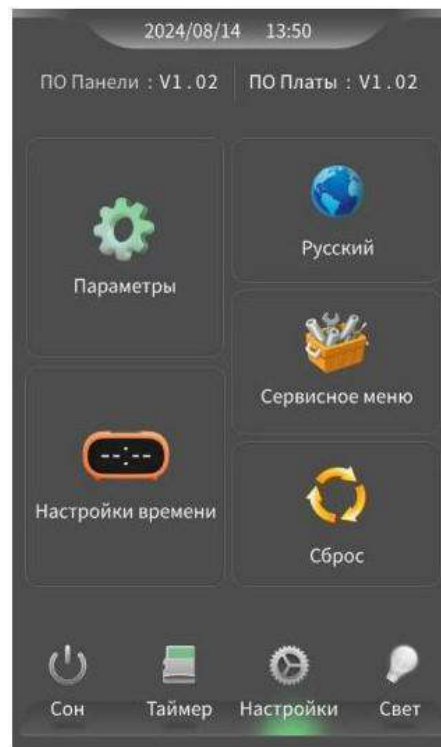 2024/08/14 13:50
ПО Панели : V1.02 ПО Платы : V1.02
Параметры
Русский
Сервисное меню
Настройки времени
--:--
Сброс
Сон Таймер Настройки Свет